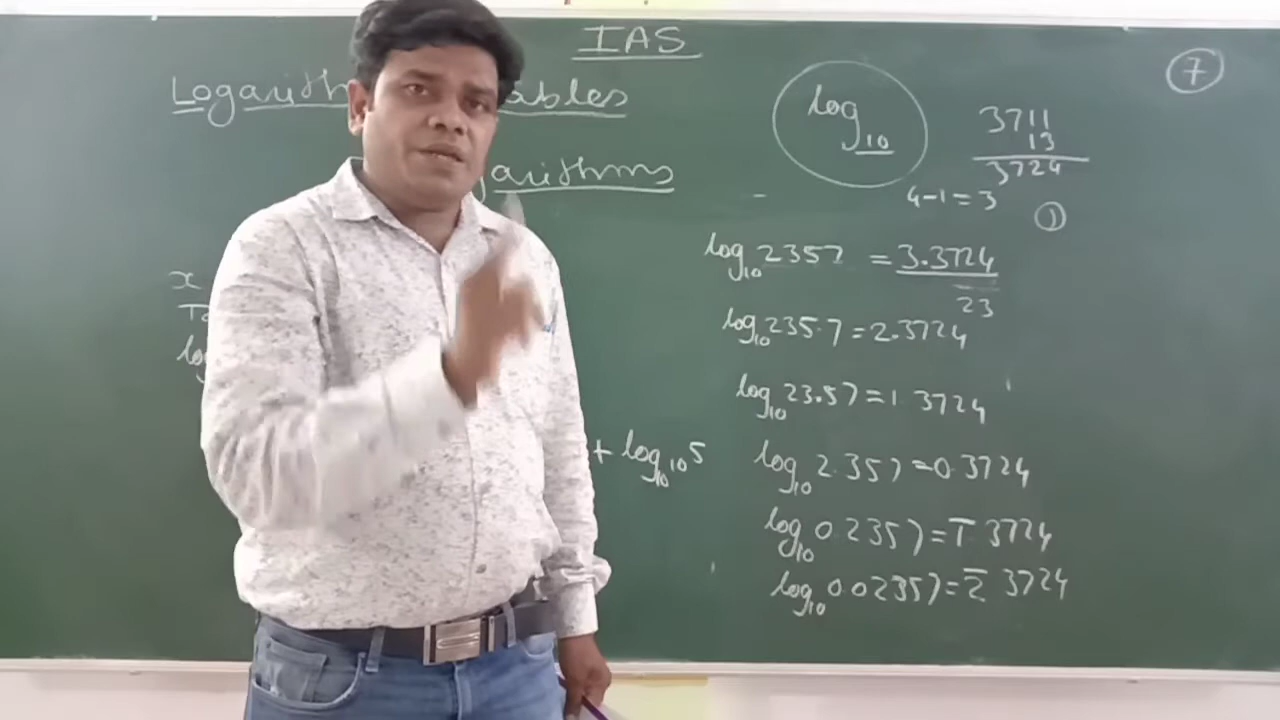 IAS
7
Logarithm ables
arithms
log10
3711
13
3724
4-1=3
1
log10 2357 = 3.3724
23
log10 235.7 = 2.3724
log10 23.57 = 1.3724
x
+ log10 10 5
log10 2.357 = 0.3724
log10 0.2357 = 1̅.3724
log10 0.02357 = 2̅.3724